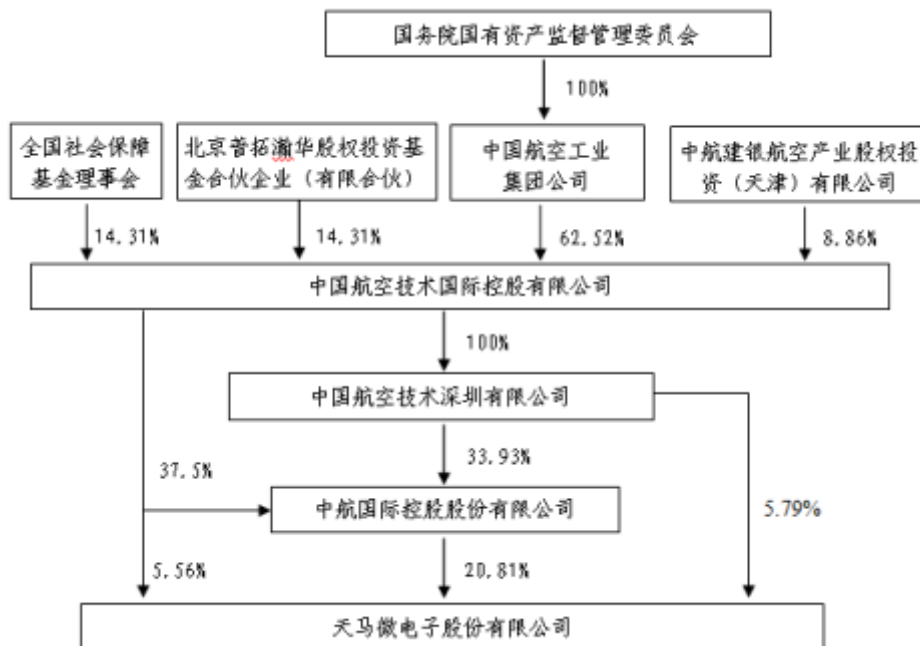 国务院国有资产监督管理委员会
100%
全国社会保障
基金理事会
北京普拓瀚华股权投资基
金合伙企业（有限合伙）
中国航空工业
集团公司
中航建银航空产业股权投
资（天津）有限公司
14.31%
14.31%
62.52%
8.86%
中国航空技术国际控股有限公司
100%
中国航空技术深圳有限公司
37.5%
33.93%
中航国际控股股份有限公司
5.79%
5.56%
20.81%
天马微电子股份有限公司